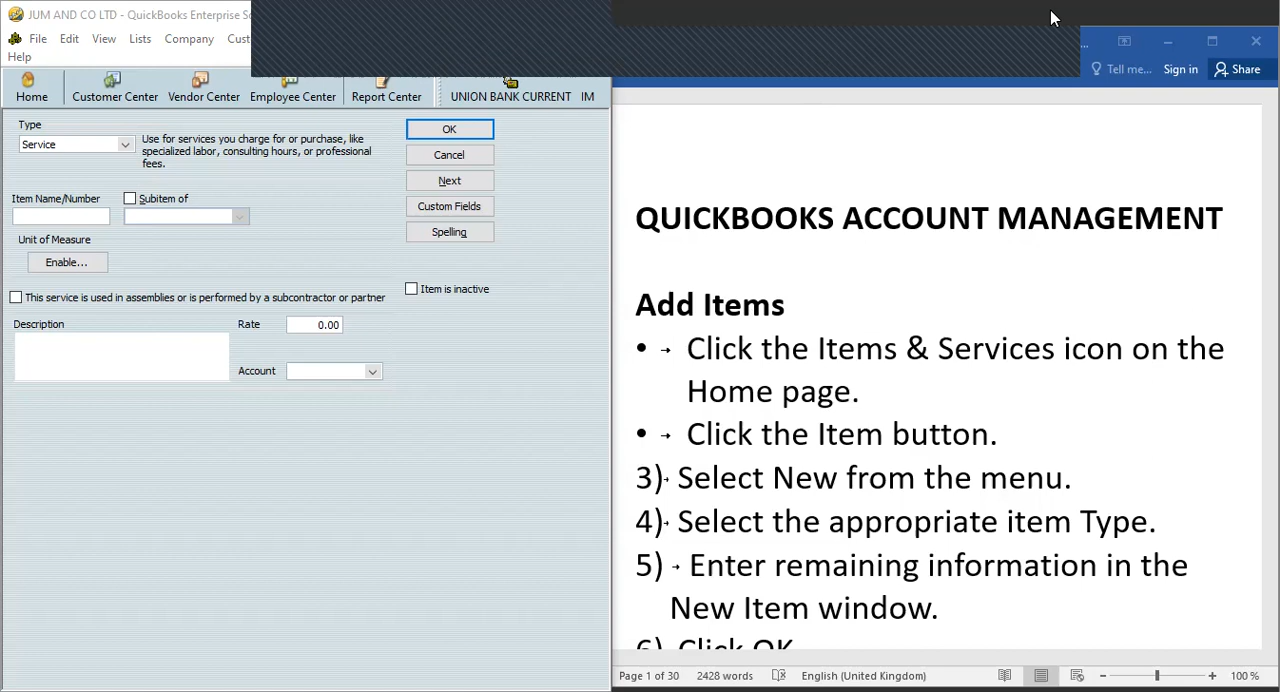 JUM AND CO LTD - QuickBooks Enterprise
File Edit View Lists Company
Help
Home Customer Center Vendor Center Employee Center Report Center UNION BANK CURRENT IM
Type
Service
Use for services you charge for or purchase, like
specialized labor, consulting hours, or professional
fees.
OK
Cancel
Next
Custom Fields
Spelling
Item Name/Number Subitem of
Unit of Measure
Enable...
Item is inactive
This service is used in assemblies or is performed by a subcontractor or partner
Description Rate 0.00
Account
Tell me... Sign in Share
QUICKBOOKS ACCOUNT MANAGEMENT
Add Items
• → Click the Items & Services icon on the
Home page.
• → Click the Item button.
3) Select New from the menu.
4) Select the appropriate item Type.
5) → Enter remaining information in the
New Item window.
6) Click OK
Page 1 of 30 2428 words English (United Kingdom) 100 %